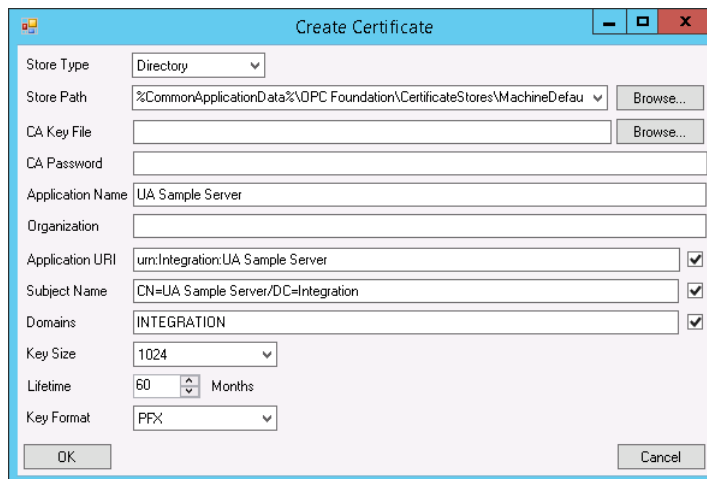 Create Certificate
Store Type Directory
Store Path %CommonApplicationData%\OPC Foundation\CertificateStores\MachineDefau Browse...
CA Key File Browse...
CA Password
Application Name UA Sample Server
Organization
Application URI urn:Integration:UA Sample Server
Subject Name CN=UA Sample Server/DC=Integration
Domains INTEGRATION
Key Size 1024
Lifetime 60 Months
Key Format PFX
OK Cancel